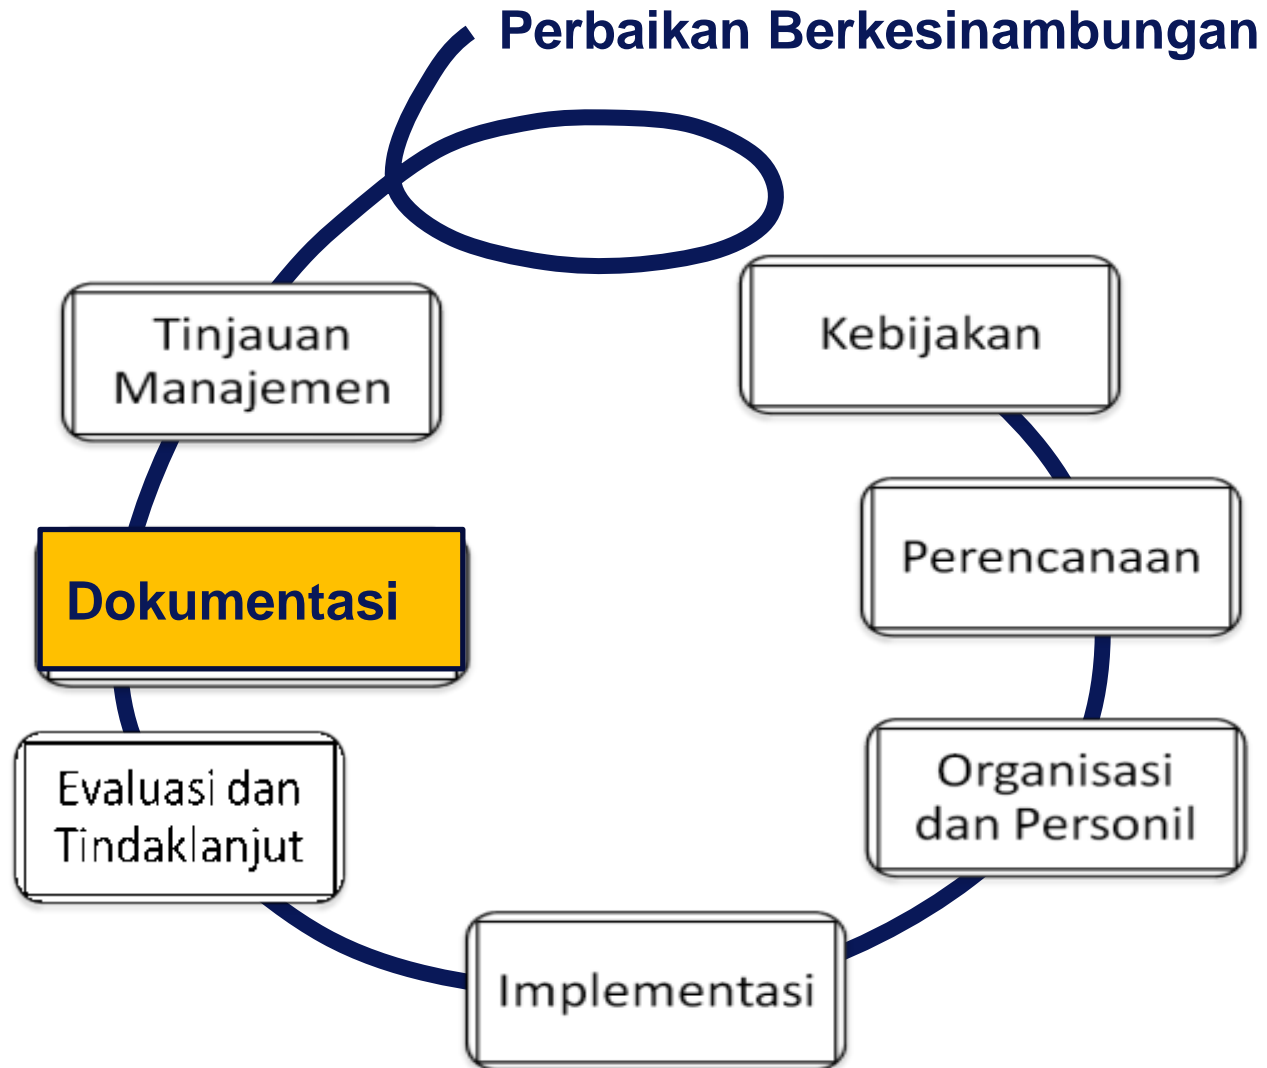 Perbaikan Berkesinambungan
Tinjauan
Manajemen
Kebijakan
Dokumentasi
Perencanaan
Evaluasi dan
Tindaklanjut
Organisasi
dan Personil
Implementasi